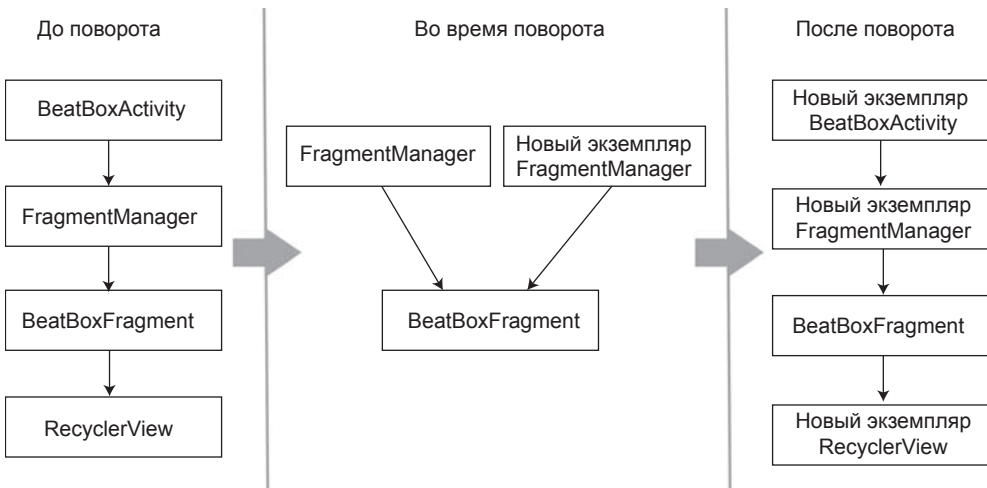 До поворота
BeatBoxActivity
FragmentManager
BeatBoxFragment
RecyclerView
Во время поворота
FragmentManager
Новый экземпляр
FragmentManager
BeatBoxFragment
После поворота
Новый экземпляр
BeatBoxActivity
Новый экземпляр
FragmentManager
BeatBoxFragment
Новый экземпляр
RecyclerView